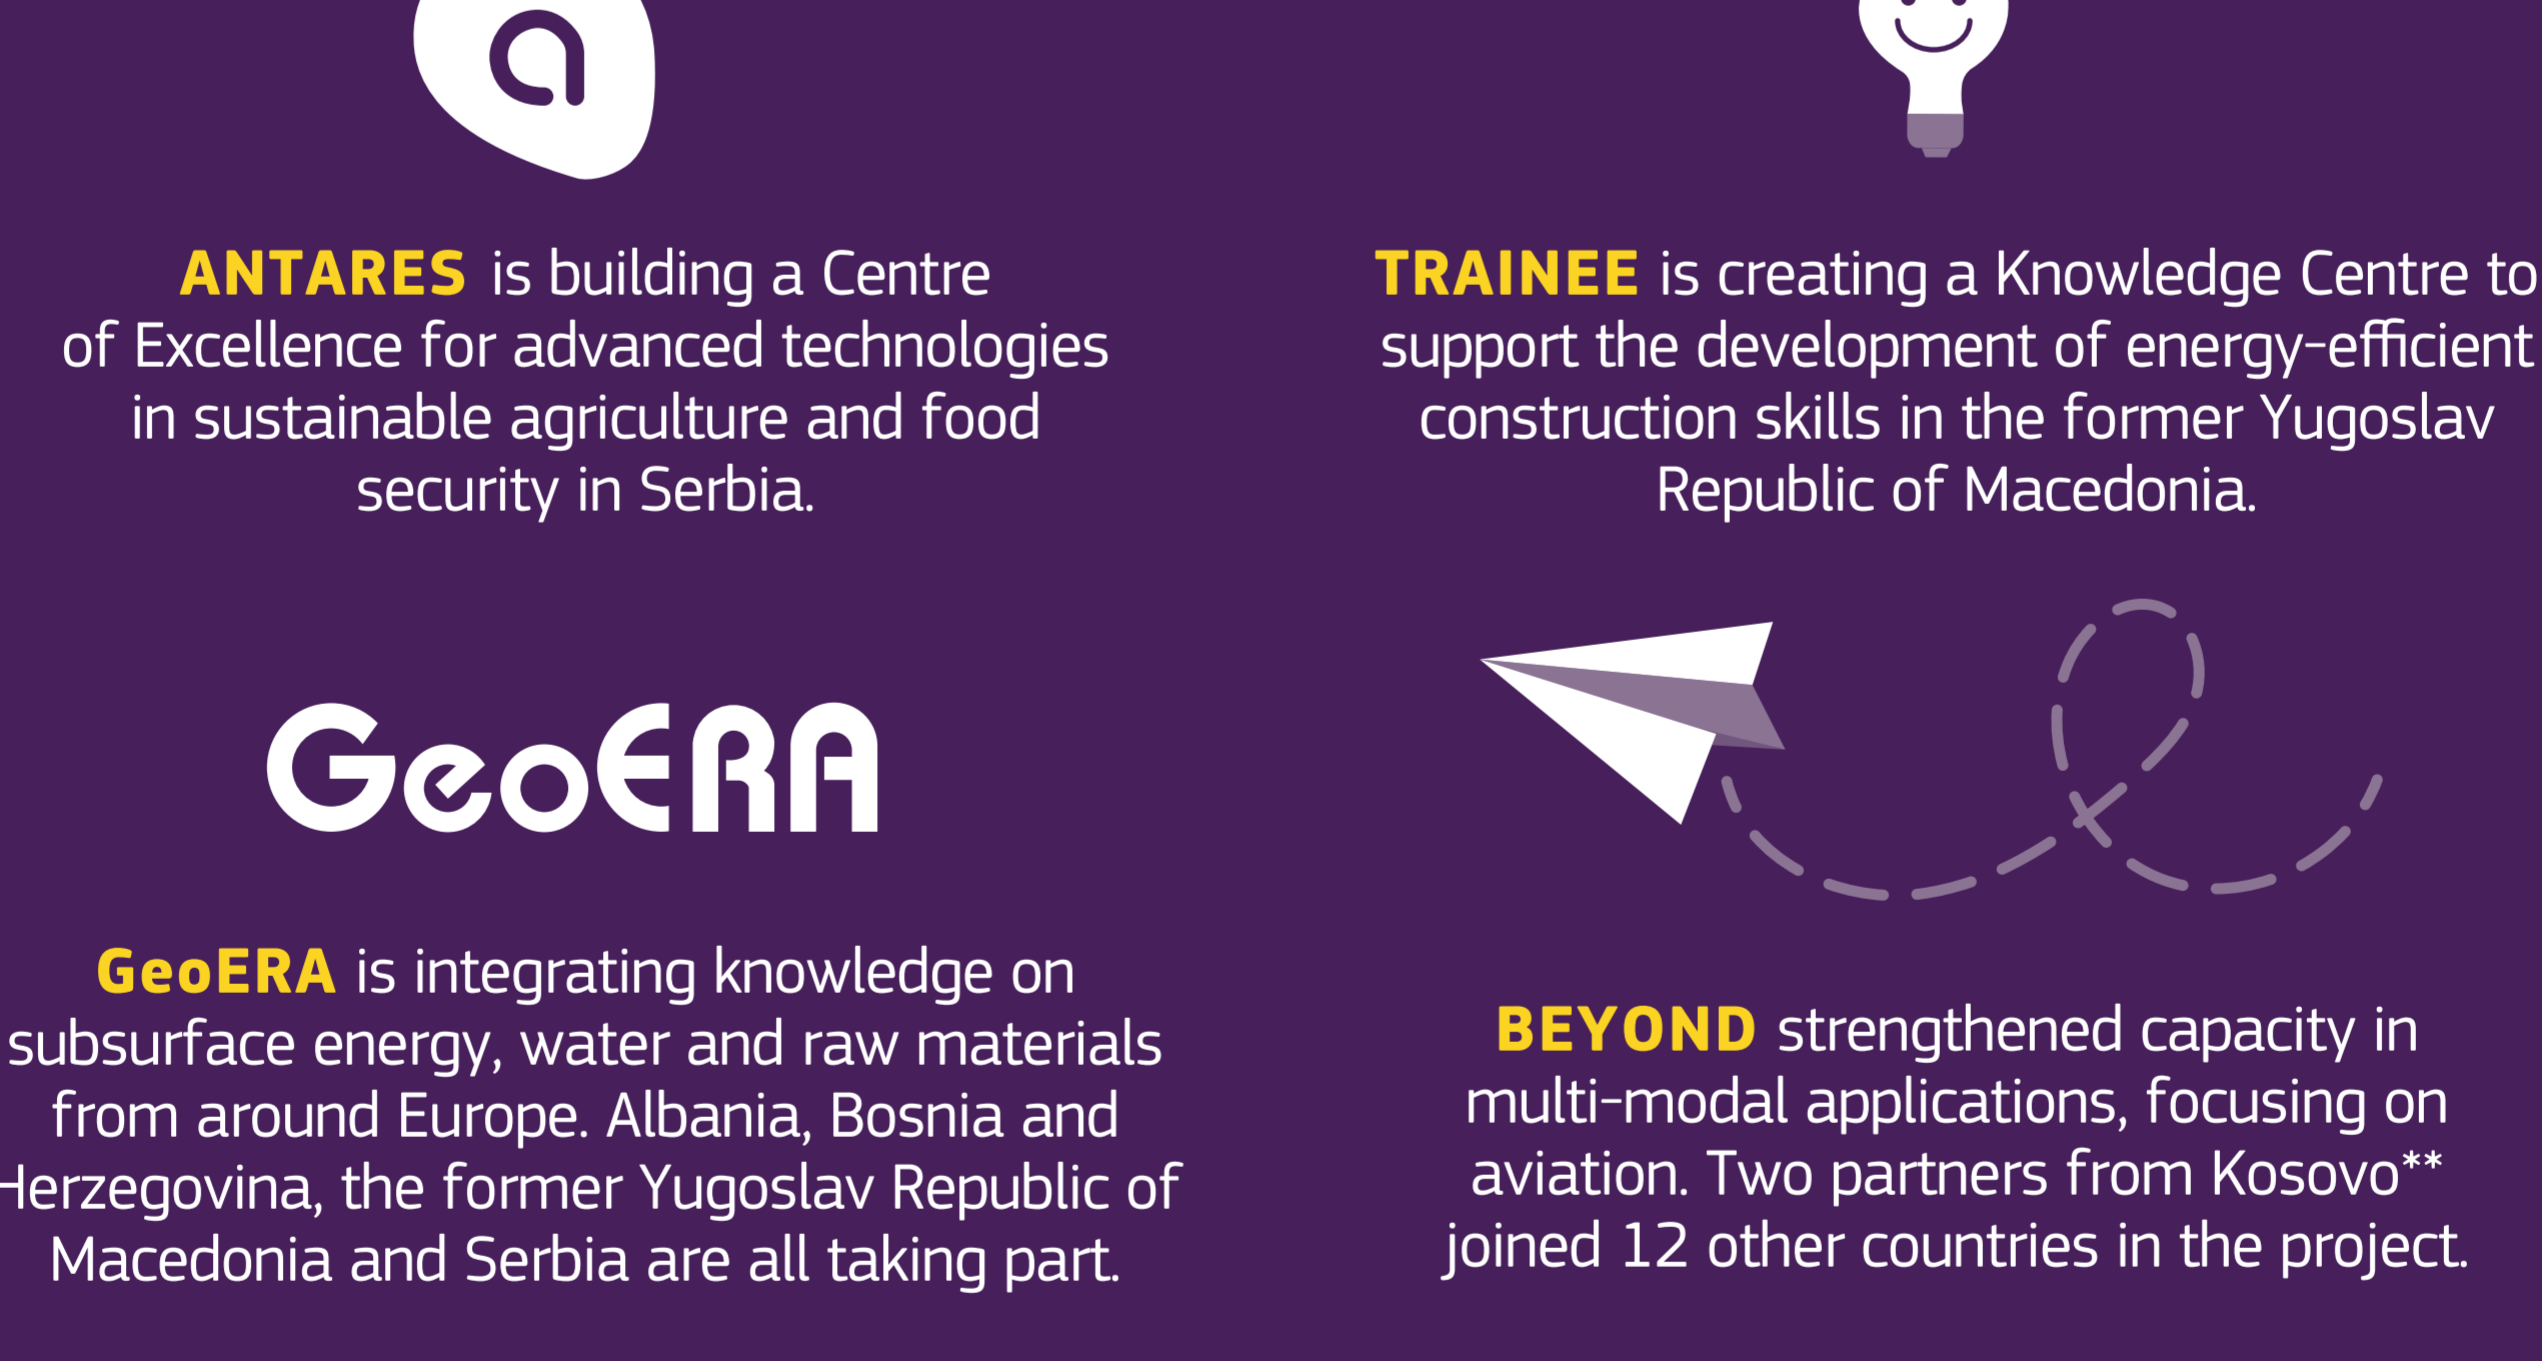 a
ANTARES is building a Centre
of Excellence for advanced technologies
in sustainable agriculture and food
security in Serbia.
TRAINEE is creating a Knowledge Centre to
support the development of energy-efficient
construction skills in the former Yugoslav
Republic of Macedonia.
GeoERA
GeoERA is integrating knowledge on
subsurface energy, water and raw materials
from around Europe. Albania, Bosnia and
Herzegovina, the former Yugoslav Republic of
Macedonia and Serbia are all taking part.
BEYOND strengthened capacity in
multi-modal applications, focusing on
aviation. Two partners from Kosovo**
joined 12 other countries in the project.